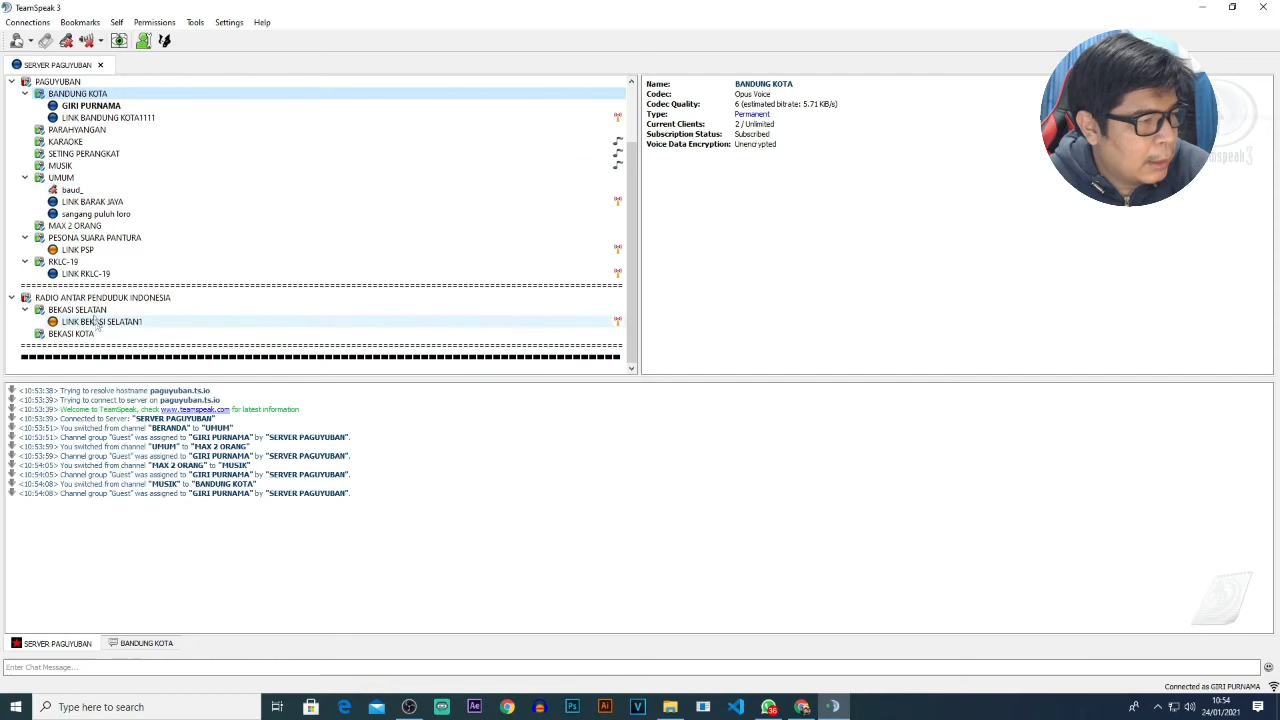 TeamSpeak 3
Connections Bookmarks Self Permissions Tools Settings Help
SERVER PAGUYUBAN
PAGUYUBAN
BANDUNG KOTA
GIRI PURNAMA
LINK BANDUNG KOTA1111
PARAHYANGAN
KARAOKE
SETING PERANGKAT
MUSIK
UMUM
baud_
LINK BARAK JAYA
sangang puluh loro
MAX 2 ORANG
PESONA SUARA PANTURA
LINK PSP
RKLC-19
LINK RKLC-19
RADIO ANTAR PENDUDUK INDONESIA
BEKASI SELATAN
LINK BEKASI SELATAN1
BEKASI KOTA
Name: BANDUNG KOTA
Codec: Opus Voice
Codec Quality: 6 (estimated bitrate: 5.71 KiB/s)
Type: Permanent
Current Clients: 2 / Unlimited
Subscription Status: Subscribed
Voice Data Encryption: Unencrypted
<10:53:38> Trying to resolve hostname paguyuban.ts.io
<10:53:39> Trying to connect to server on paguyuban.ts.io
<10:53:39> Welcome to TeamSpeak, check www.teamspeak.com for latest information
<10:53:39> Connected to Server: "SERVER PAGUYUBAN"
<10:53:51> You switched from channel "BERANDA" to "UMUM"
<10:53:51> Channel group "Guest" was assigned to "GIRI PURNAMA" by "SERVER PAGUYUBAN".
<10:53:59> You switched from channel "UMUM" to "MAX 2 ORANG"
<10:53:59> Channel group "Guest" was assigned to "GIRI PURNAMA" by "SERVER PAGUYUBAN".
<10:54:05> You switched from channel "MAX 2 ORANG" to "MUSIK"
<10:54:05> Channel group "Guest" was assigned to "GIRI PURNAMA" by "SERVER PAGUYUBAN".
<10:54:08> You switched from channel "MUSIK" to "BANDUNG KOTA"
<10:54:08> Channel group "Guest" was assigned to "GIRI PURNAMA" by "SERVER PAGUYUBAN".
SERVER PAGUYUBAN BANDUNG KOTA
Enter Chat Message...
Connected as GIRI PURNAMA
Type here to search
Ae
Ps
Ai
V
36
10:54
24/01/2021